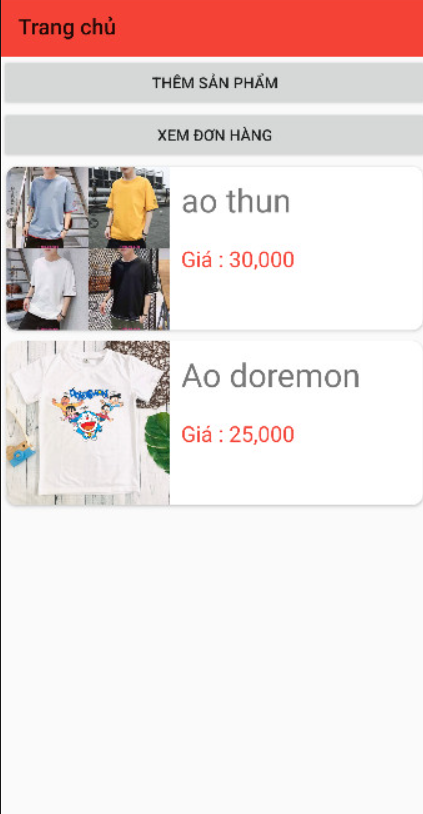 Trang chủ
THÊM SẢN PHẨM
XEM ĐƠN HÀNG
ao thun
Giá : 30,000
Ao doremon
Giá : 25,000